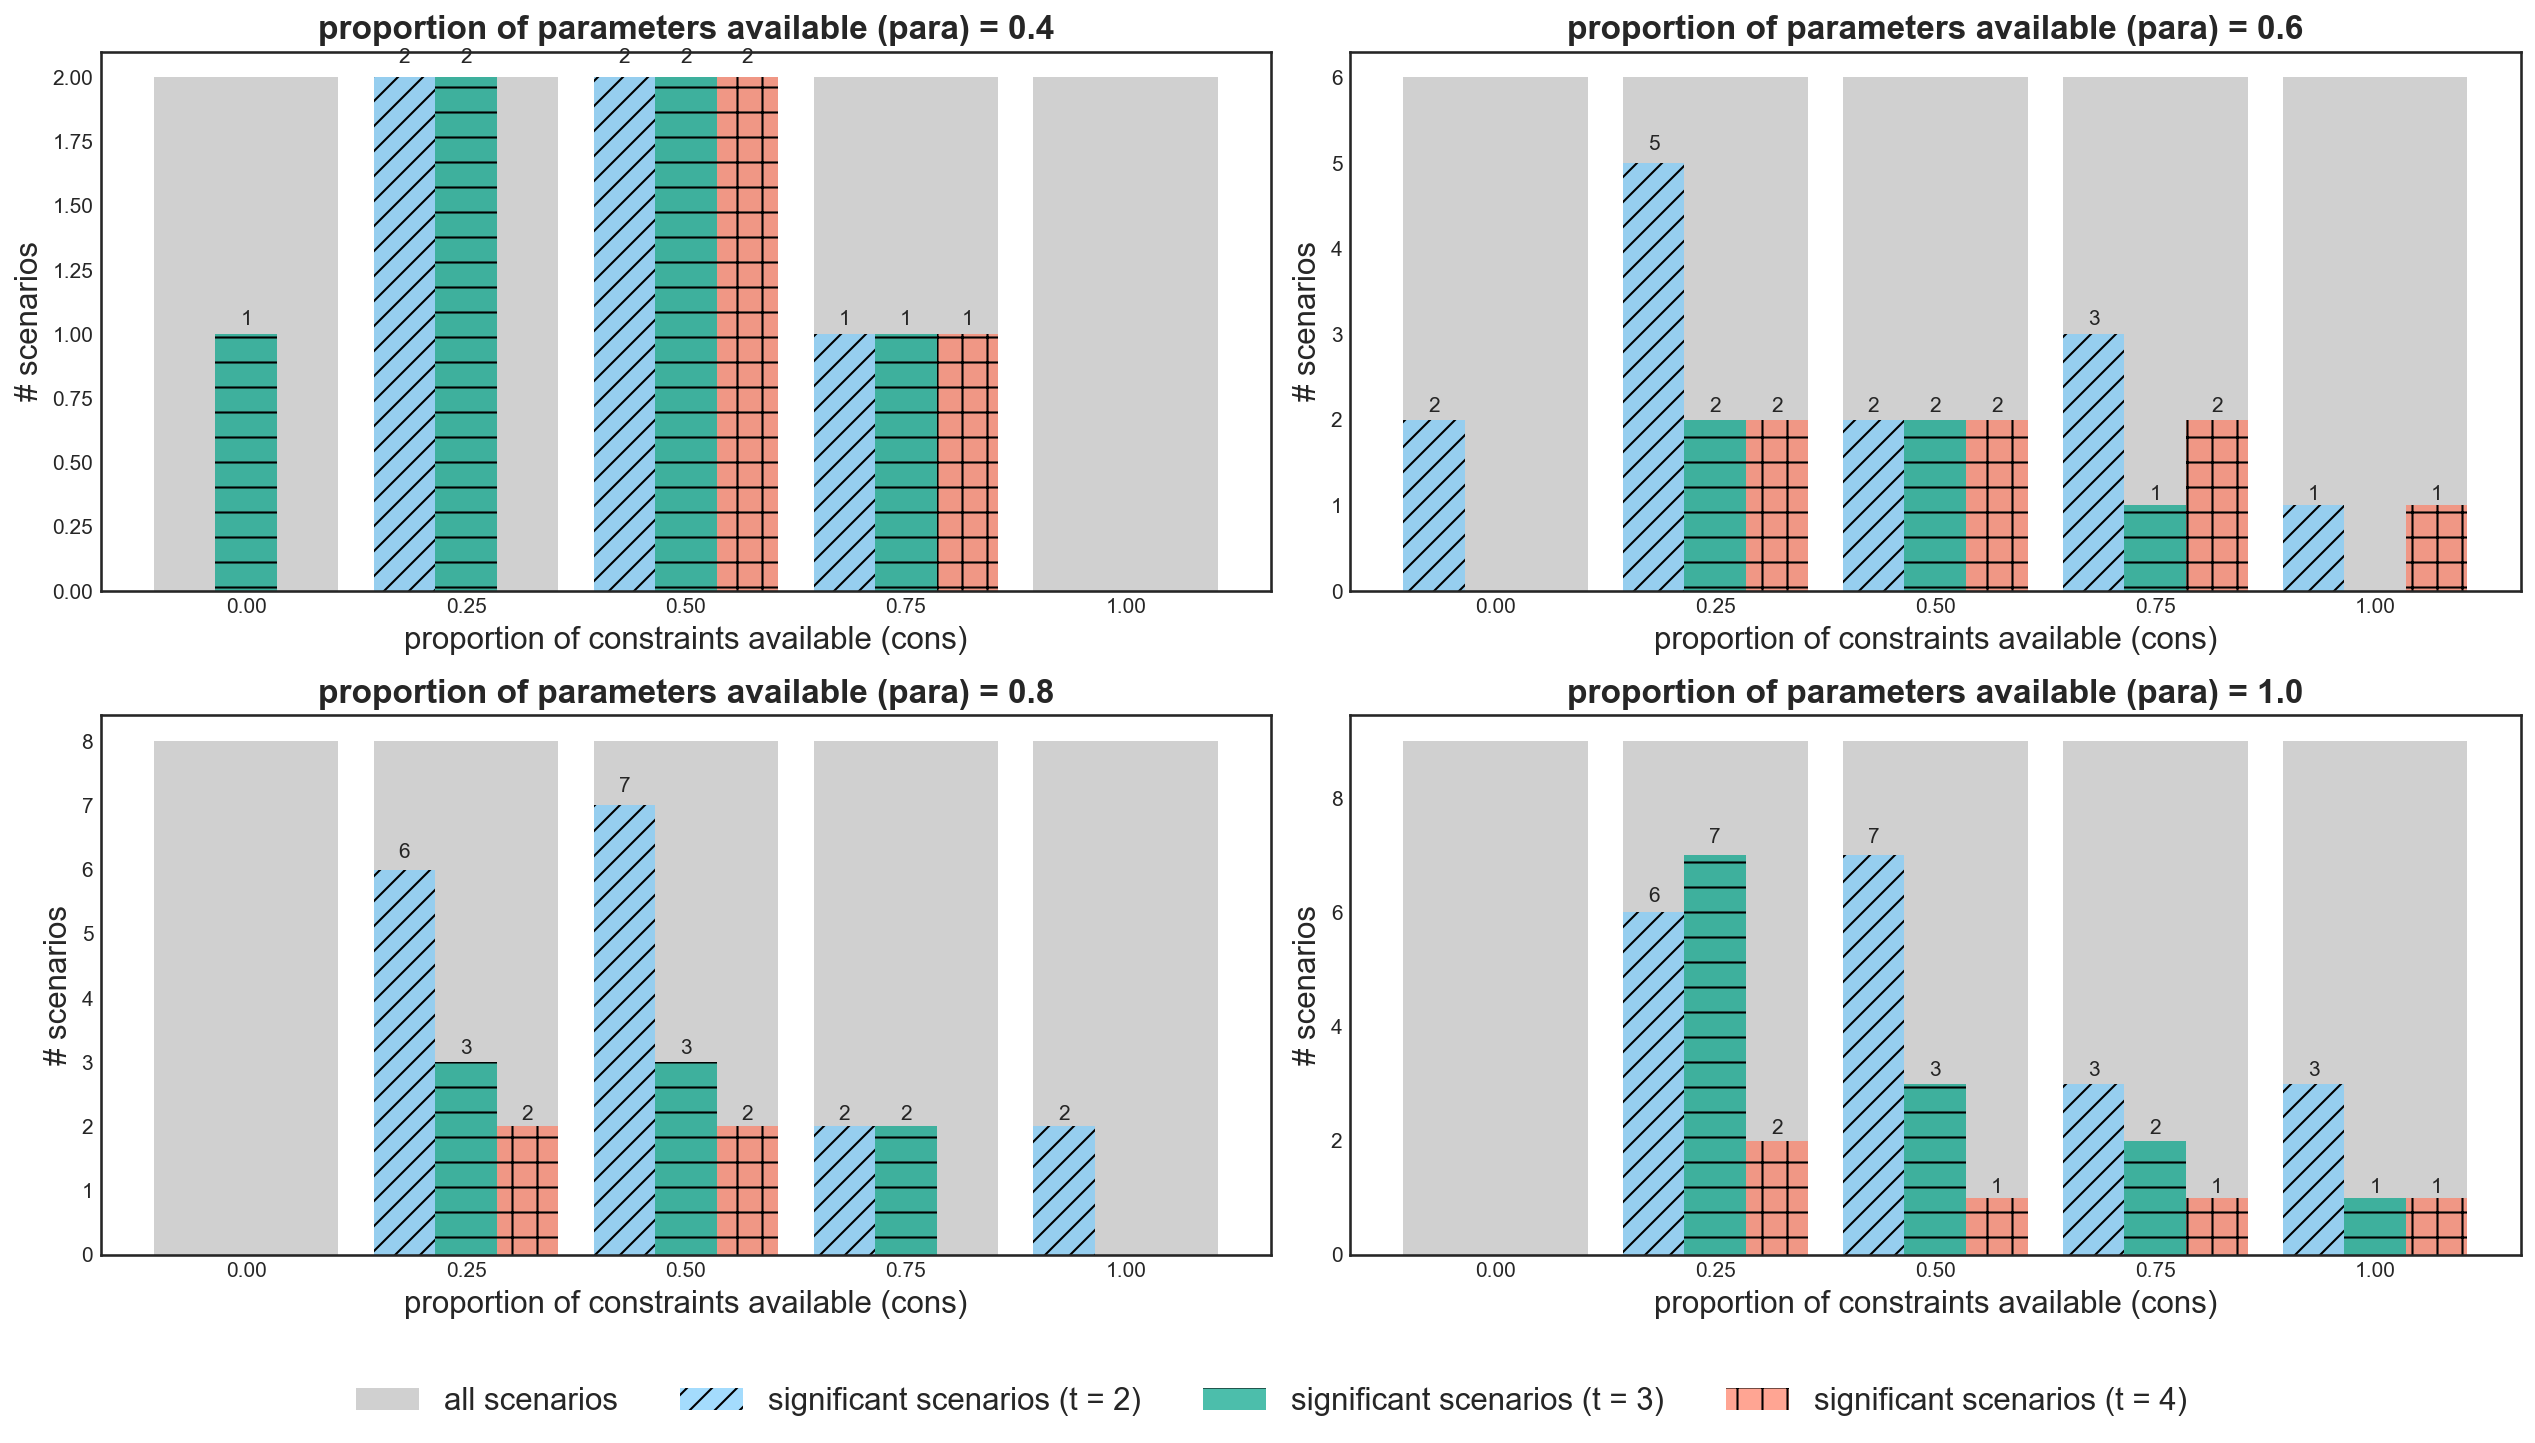 proportion of parameters available (para) = 0.4
2 2 2 2 2
2.00
1.75
1.50
1.25
1.00
0.75
0.50
0.25
0.00
# scenarios
1 1 1 1
0.00 0.25 0.50 0.75 1.00
proportion of constraints available (cons)
proportion of parameters available (para) = 0.6
6
5
4
3
2
1
0
# scenarios
2 5 2 2 2 2 2 3 1 2 1 1
0.00 0.25 0.50 0.75 1.00
proportion of constraints available (cons)
proportion of parameters available (para) = 0.8
8
7
6
5
4
3
2
1
0
# scenarios
6 3 2 7 3 2 2 2 2
0.00 0.25 0.50 0.75 1.00
proportion of constraints available (cons)
proportion of parameters available (para) = 1.0
8
6
4
2
0
# scenarios
6 7 2 7 3 1 3 2 1 3 1 1
0.00 0.25 0.50 0.75 1.00
proportion of constraints available (cons)
all scenarios significant scenarios (t = 2) significant scenarios (t = 3) significant scenarios (t = 4)